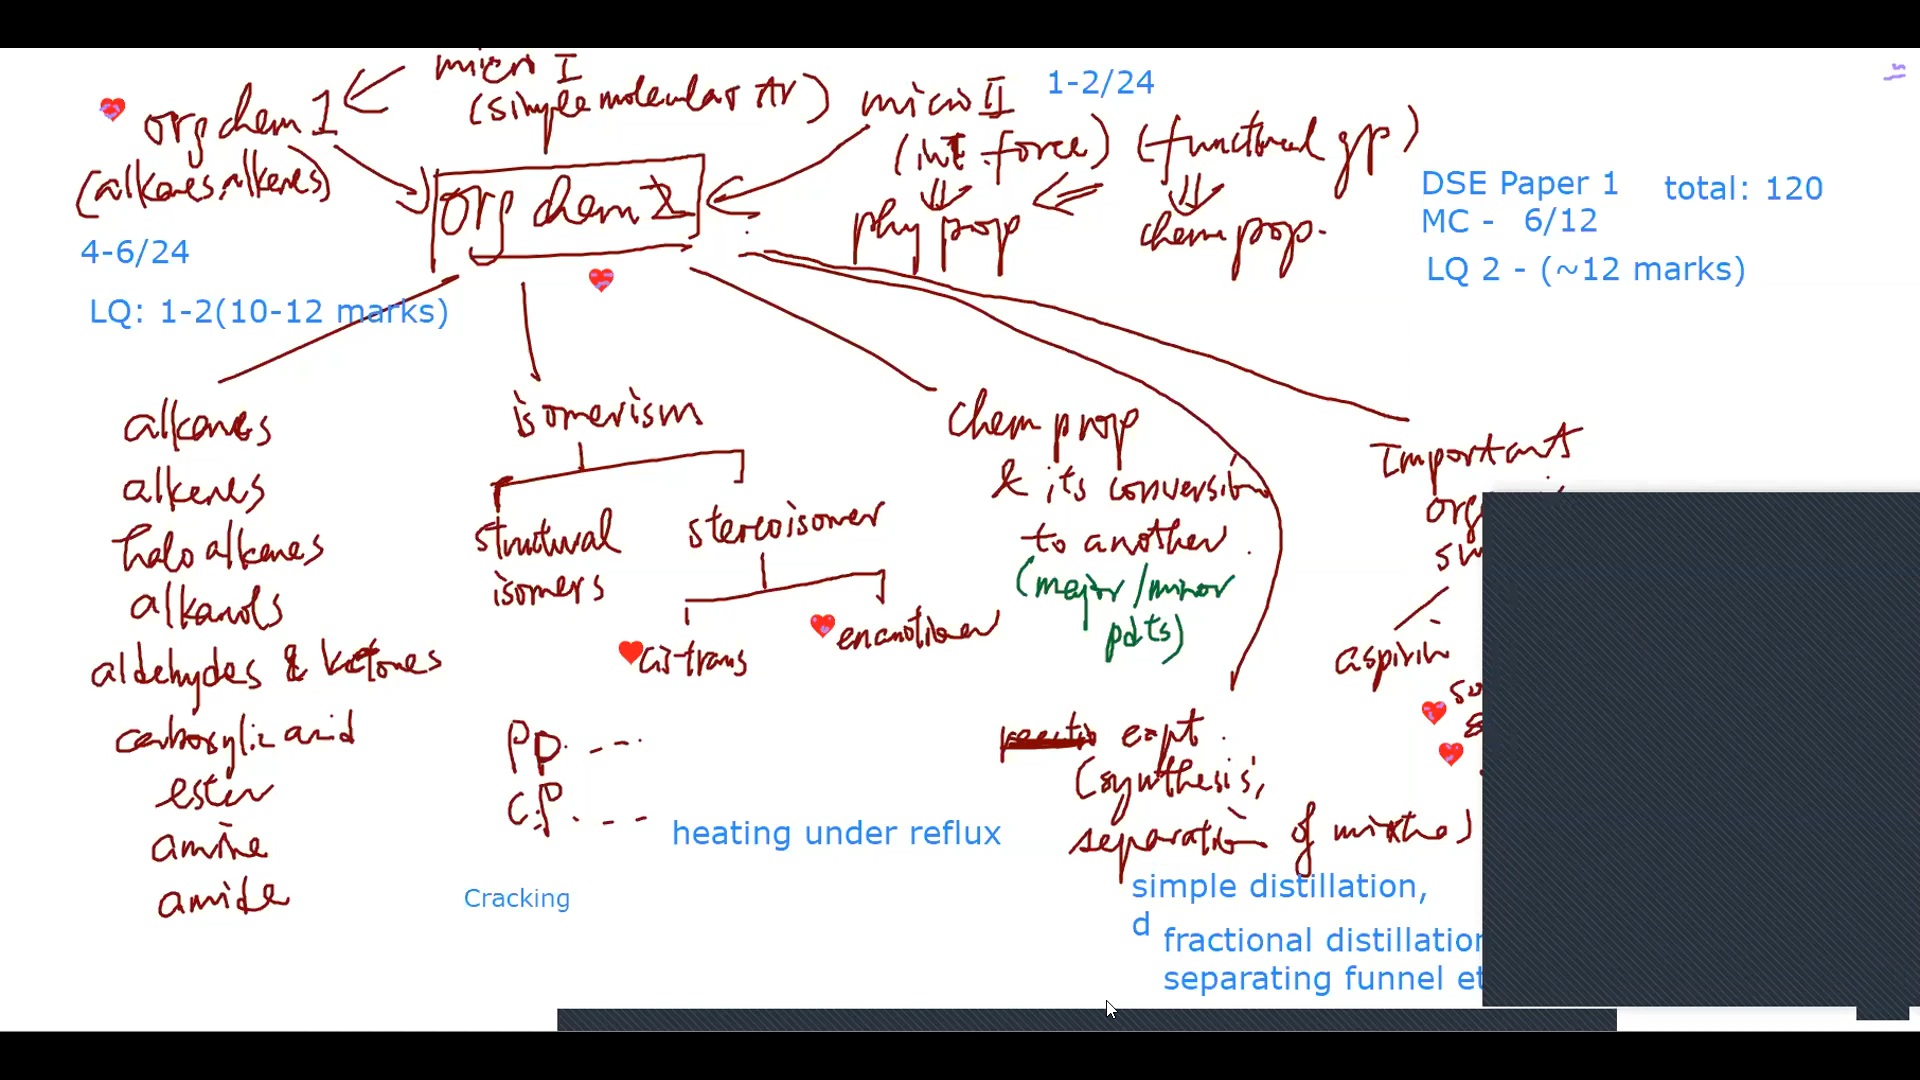 micro I
(simple molecular str)
micro II
1-2/24
org chem 1
(alkanes, alkenes)
(int. force) (functional gp)
org chem 2
phy prop
chem prop.
DSE Paper 1
total: 120
MC - 6/12
LQ 2 - (~12 marks)
4-6/24
LQ: 1-2(10-12 marks)
alkanes
alkenes
halo alkanes
alkanols
aldehydes & ketones
carboxylic acid
ester
amine
amide
isomerism
structural
isomers
stereoisomer
cis-trans
enantiomer
P.P. ----
C.P. ----
heating under reflux
Cracking
chem prop
& its conversion
to another
(major/minor
pdts)
expt
(synthesis,
separation of mixture)
simple distillation,
d
fractional distillation
separating funnel et
Important
org
aspirin
&